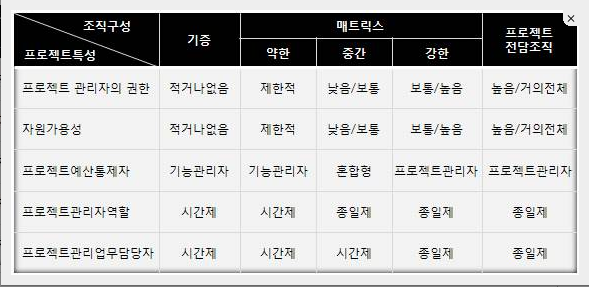 조직구성 기증 매트릭스 프로젝트 전담조직
프로젝트특성 약한 중간 강한
프로젝트 관리자의 권한 적거나없음 제한적 낮음/보통 보통/높음 높음/거의전체
자원가용성 적거나없음 제한적 낮음/보통 보통/높음 높음/거의전체
프로젝트예산통제자 기능관리자 기능관리자 혼합형 프로젝트관리자 프로젝트관리자
프로젝트관리자역할 시간제 시간제 종일제 종일제 종일제
프로젝트관리업무담당자 시간제 시간제 시간제 종일제 종일제